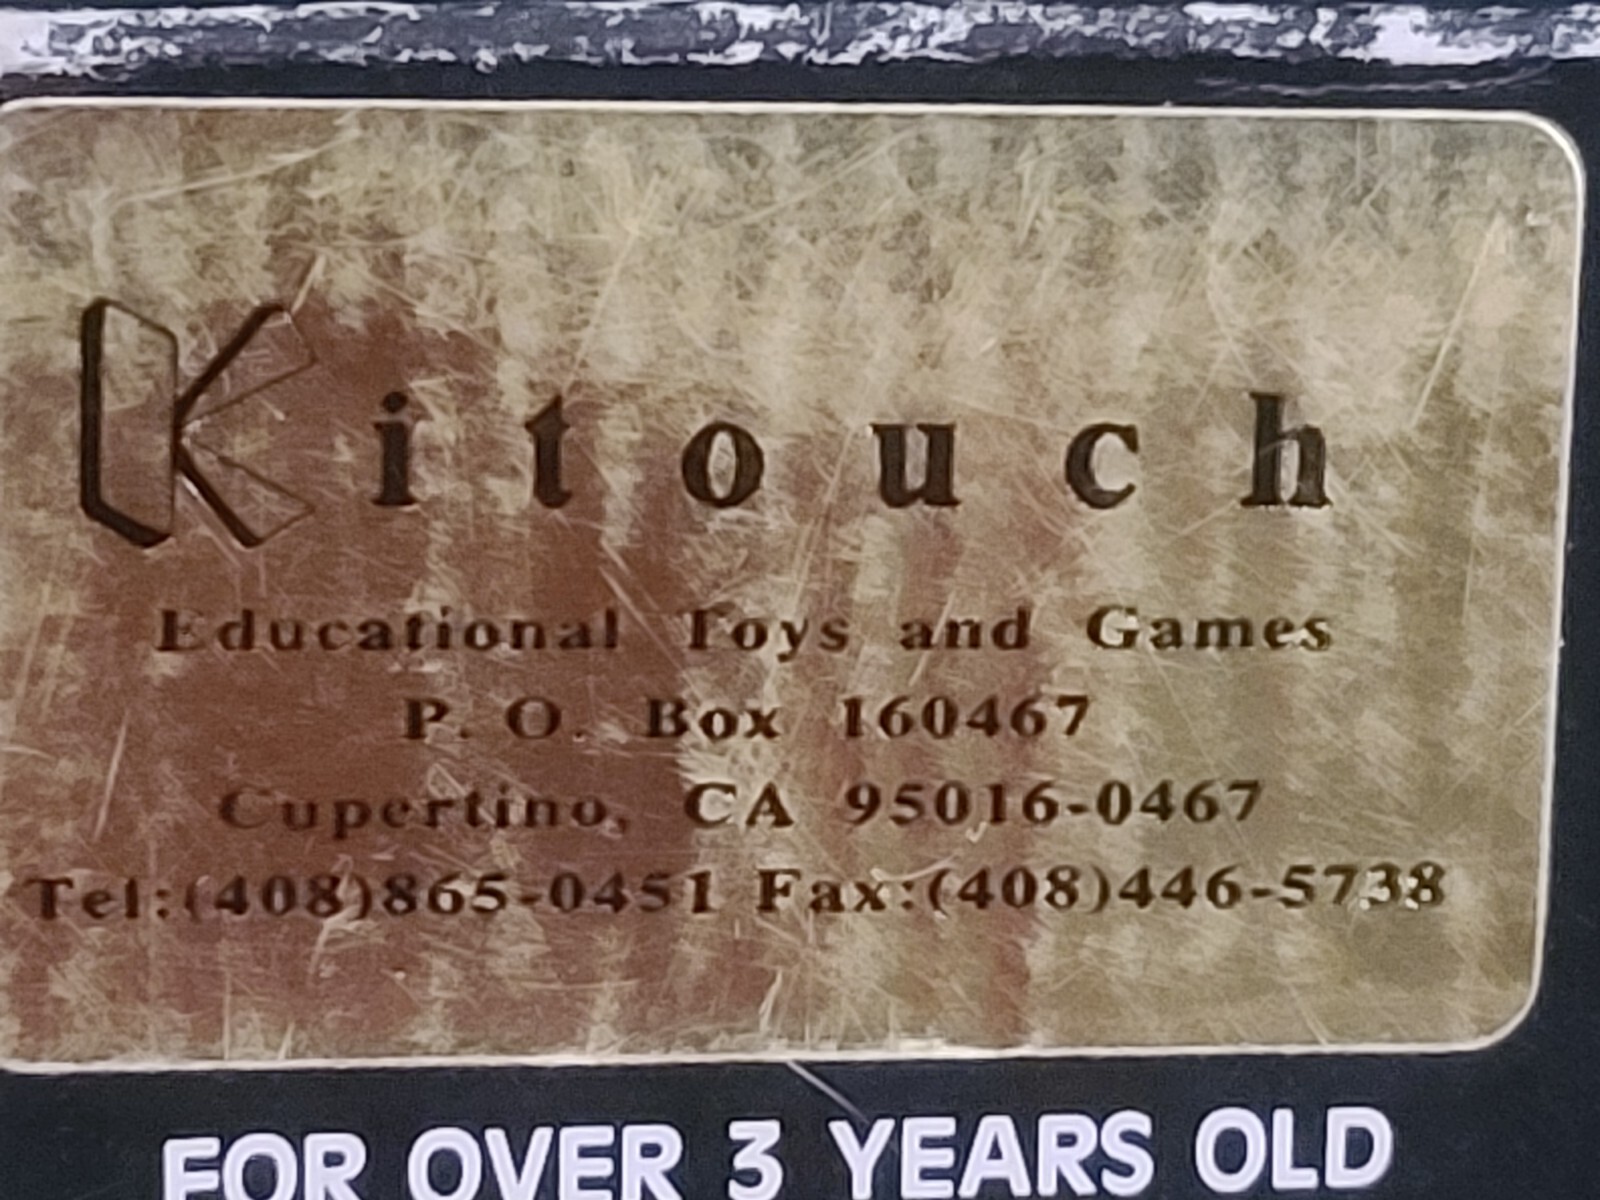 Kitouch
Educational Toys and Games
P. O. Box 160467
Cupertino, CA 95016-0467
Tel:(408)865-0451 Fax:(408)446-5738
FOR OVER 3 YEARS OLD